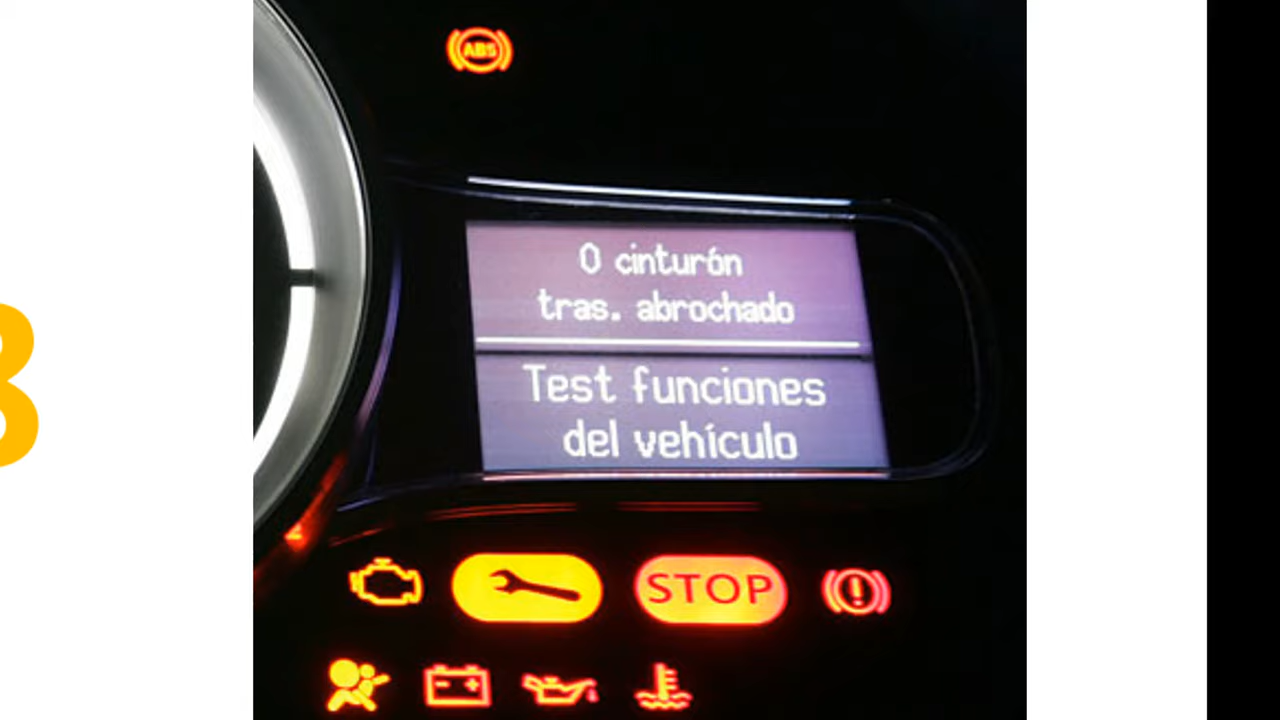 ABS
0 cinturón
tras. abrochado
Test funciones
del vehículo
STOP